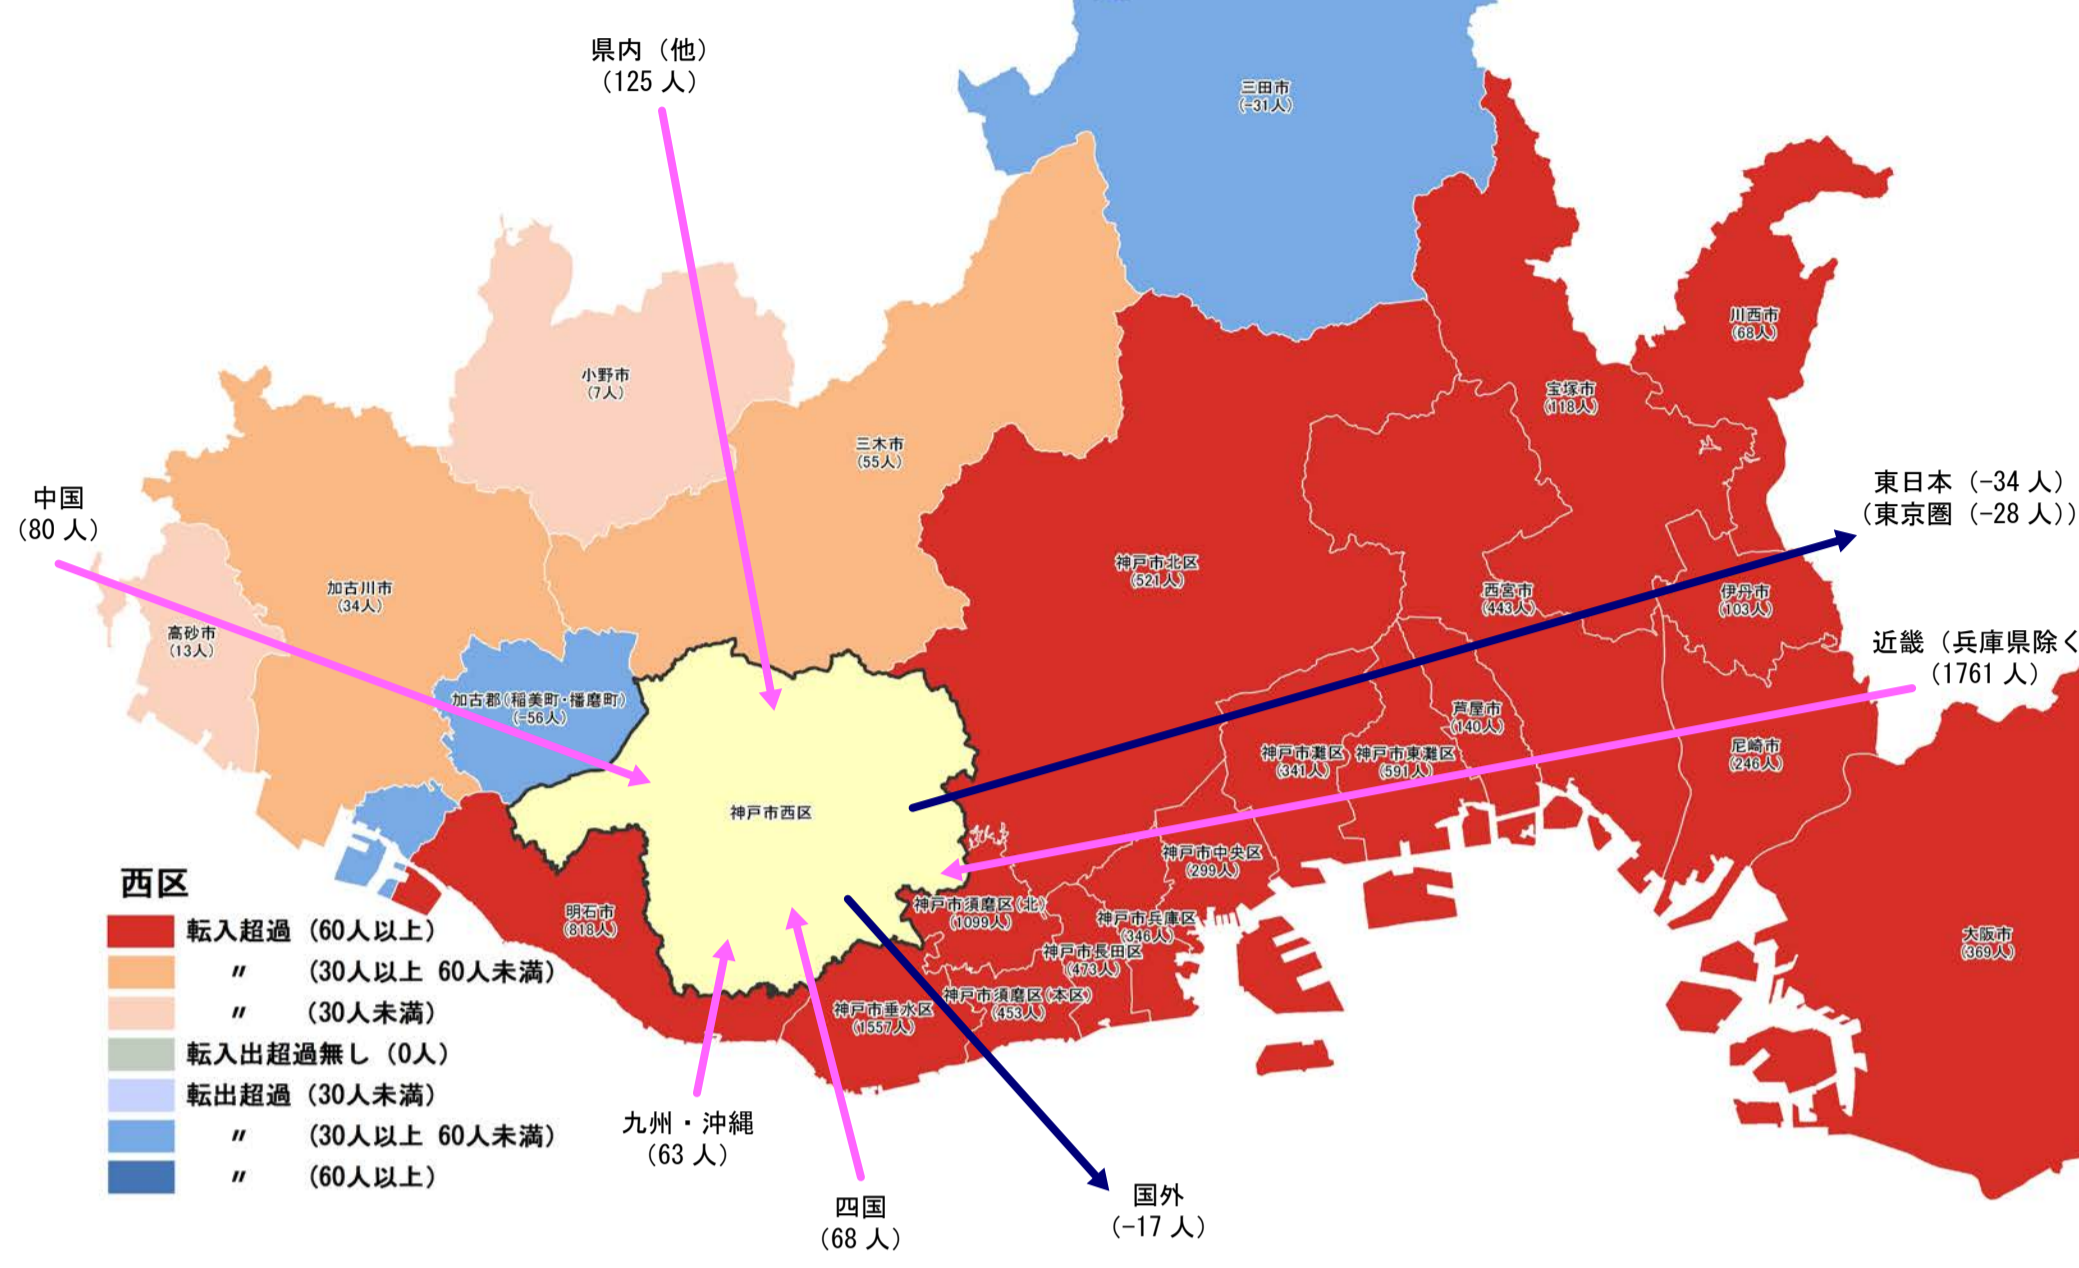 県内（他）
（125 人）
三田市
(-31人)
川西市
(68人)
小野市
(7人)
宝塚市
(118人)
三木市
(55人)
中国
（80 人）
東日本（-34 人）
（東京圏（-28 人））
神戸市北区
(521人)
加古川市
(34人)
西宮市
(443人)
伊丹市
(103人)
高砂市
(13人)
近畿（兵庫県除く
（1761 人）
加古郡(稲美町・播磨町)
(-56人)
芦屋市
(140人)
神戸市灘区
(341人)
神戸市東灘区
(591人)
尼崎市
(246人)
神戸市西区
神戸市中央区
(299人)
神戸市須磨区(北)
(1099人)
神戸市兵庫区
(346人)
明石市
(818人)
神戸市長田区
(473人)
大阪市
(369人)
神戸市須磨区(本区)
(453人)
神戸市垂水区
(1557人)
西区
転入超過（60人以上）
〃 （30人以上 60人未満）
〃 （30人未満）
転入出超過無し（0人）
転出超過（30人未満）
〃 （30人以上 60人未満）
〃 （60人以上）
九州・沖縄
（63 人）
四国
（68 人）
国外
（-17 人）